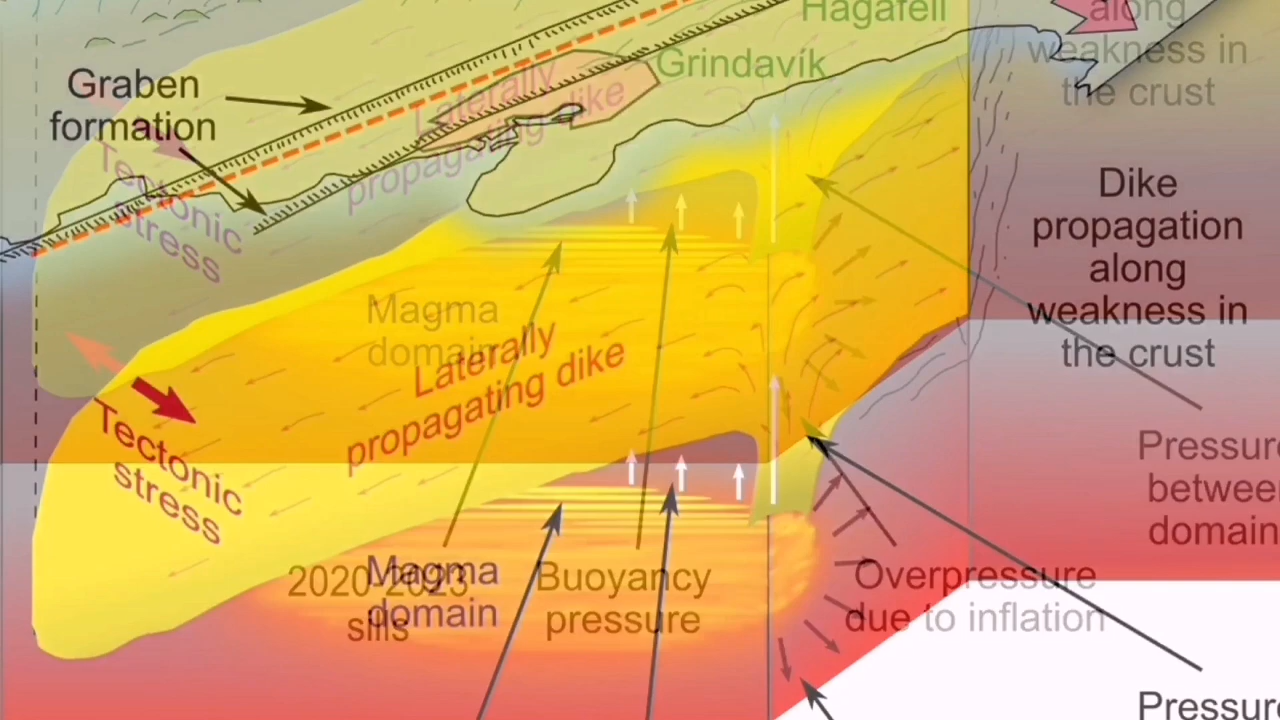 Hagafell
Grindavík
along
weakness in
the crust
Graben
formation
Laterally
propagating dike
Tectonic
stress
Dike
propagation
along
weakness in
the crust
Magma
domain
Laterally
propagating dike
Tectonic
stress
Pressure
between
domain
2020-2023
sills
Magma
domain
Buoyancy
pressure
Overpressure
due to inflation
Pressure